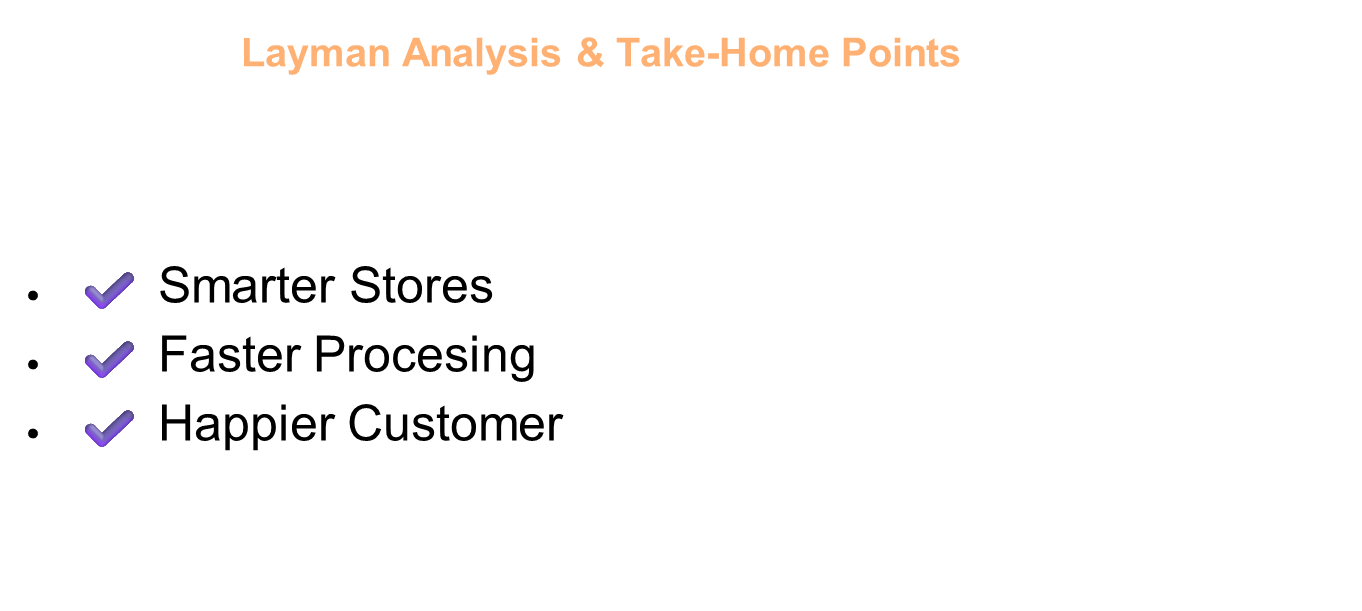 Layman Analysis & Take-Home Points
• ✔ Smarter Stores
• ✔ Faster Procesing
• ✔ Happier Customer